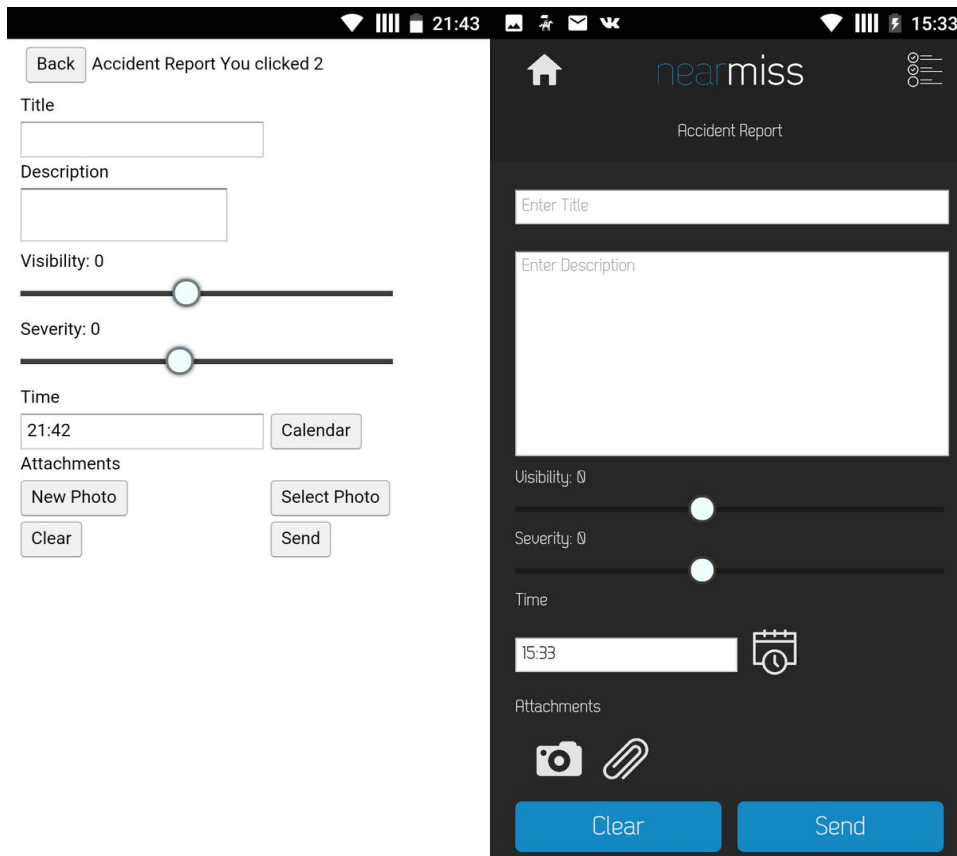 21:43
Back Accident Report You clicked 2
Title
Description
Visibility: 0
Severity: 0
Time
21:42 Calendar
Attachments
New Photo Select Photo
Clear Send
15:33
nearmiss
Accident Report
Enter Title
Enter Description
Visibility: 0
Severity: 0
Time
15:33
Attachments
Clear Send